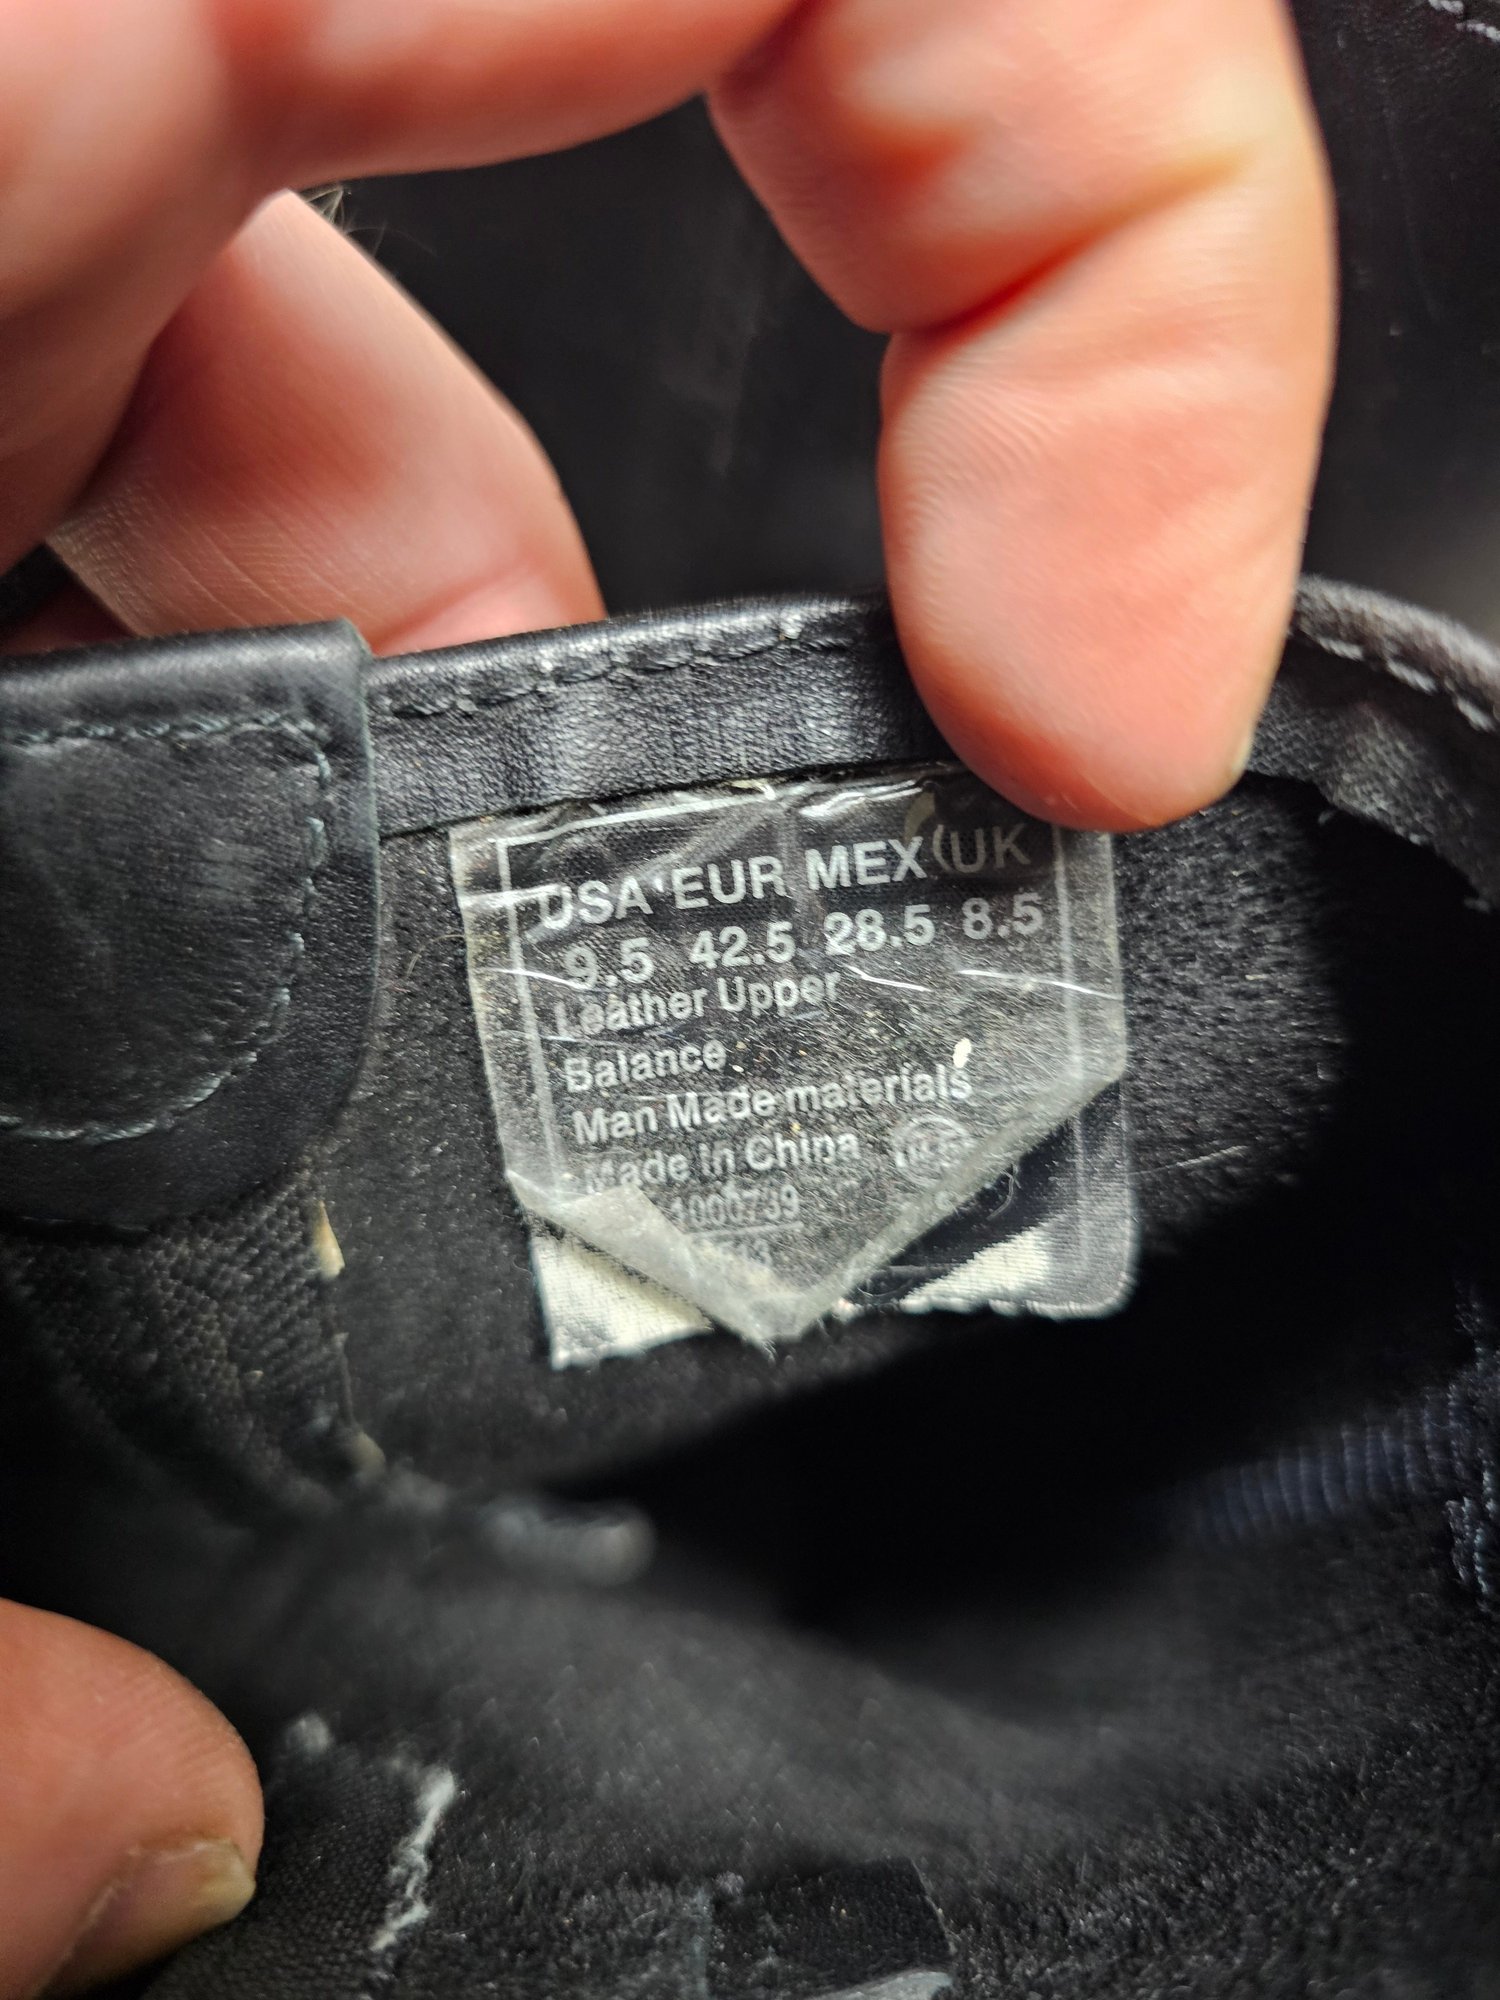 USA EUR MEX UK
9.5 42.5 28.5 8.5
Leather Upper
Balance
Man Made materials
Made In China
1000739